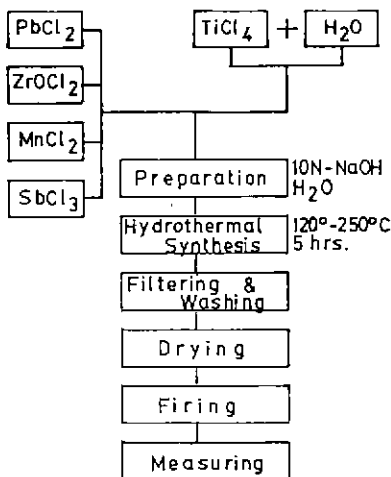 PbCl2
TiCl4 + H2O
ZrOCl2
MnCl2
SbCl3
Preparation
10N-NaOH
H2O
Hydrothermal
Synthesis
120°-250°C
5 hrs.
Filtering &
Washing
Drying
Firing
Measuring